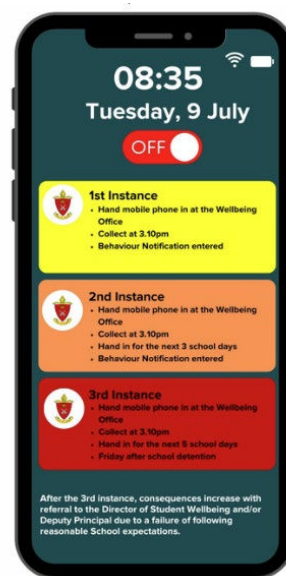 08:35
Tuesday, 9 July
OFF
1st Instance
• Hand mobile phone in at the Wellbeing
Office
• Collect at 3.10pm
• Behaviour Notification entered
2nd Instance
• Hand mobile phone in at the Wellbeing
Office
• Collect at 3.10pm
• Hand in for the next 3 school days
• Behaviour Notification entered
3rd Instance
• Hand mobile phone in at the Wellbeing
Office
• Collect at 3.10pm
• Hand in for the next 5 school days
• Friday after school detention
After the 3rd instance, consequences increase with
referral to the Director of Student Wellbeing and/or
Deputy Principal due to a failure of following
reasonable School expectations.